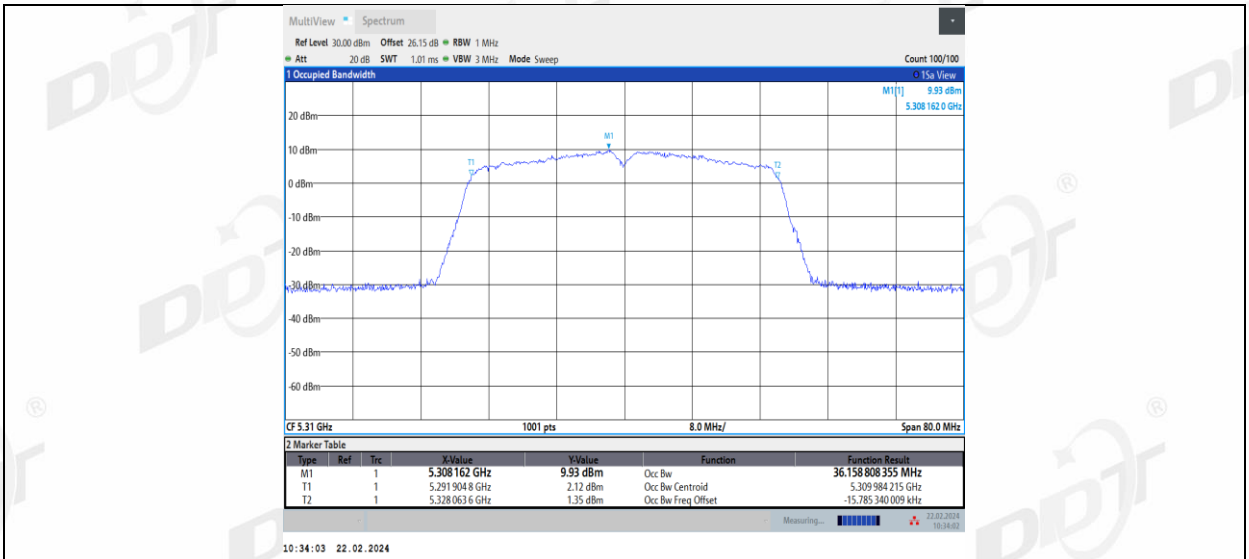 MultiView Spectrum
Ref Level 30.00 dBm Offset 26.15 dB RBW 1 MHz
Att 20 dB SWT 1.01 ms VBW 3 MHz Mode Sweep Count 100/100
1 Occupied Bandwidth 1Sa View
M1[1] 9.93 dBm
5.308 162 0 GHz
20 dBm
M1
10 dBm
T1 T2
0 dBm
-10 dBm
-20 dBm
-30 dBm
-40 dBm
-50 dBm
-60 dBm
CF 5.31 GHz 1001 pts 8.0 MHz/ Span 80.0 MHz
2 Marker Table
Type Ref Trc X-Value Y-Value Function Function Result
M1 1 5.308 162 GHz 9.93 dBm Occ Bw 36.158 808 355 MHz
T1 1 5.291 904 8 GHz 2.12 dBm Occ Bw Centroid 5.309 984 215 GHz
T2 1 5.328 063 6 GHz 1.35 dBm Occ Bw Freq Offset -15.785 340 009 kHz
Measuring... 22.02.2024
10:34:02
10:34:03 22.02.2024